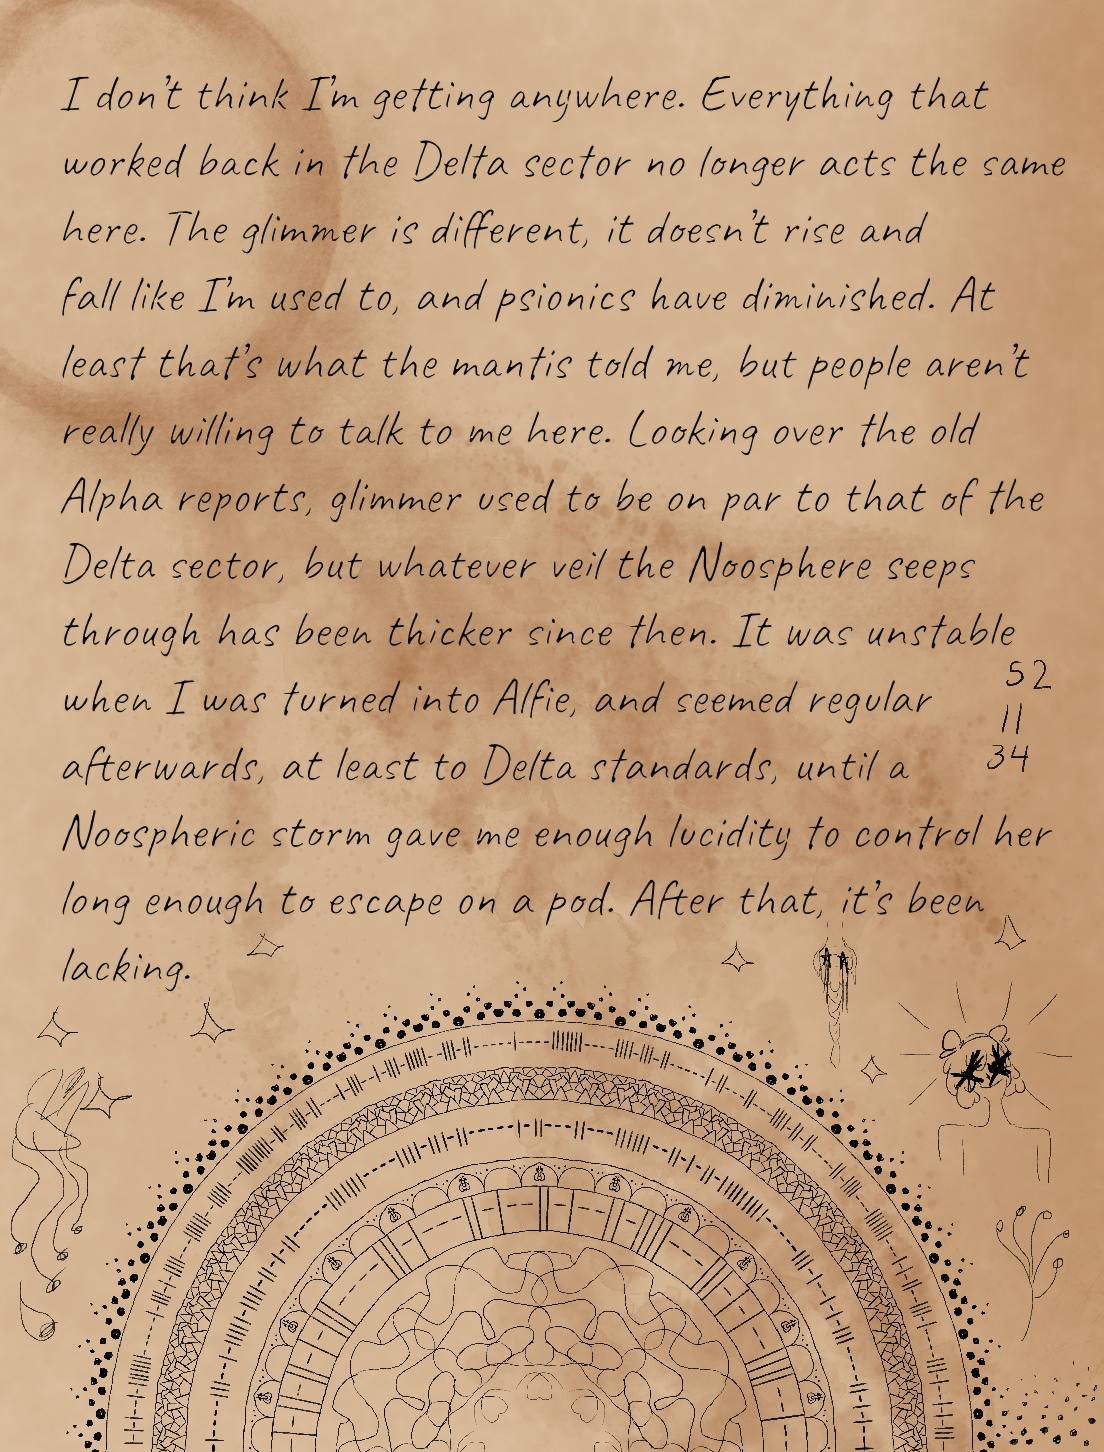 I don't think I'm getting anywhere. Everything that
worked back in the Delta sector no longer acts the same
here. The glimmer is different, it doesn't rise and
fall like I'm used to, and psionics have diminished. At
least that's what the mantis told me, but people aren't
really willing to talk to me here. Looking over the old
Alpha reports, glimmer used to be on par to that of the
Delta sector, but whatever veil the Noosphere seeps
through has been thicker since then. It was unstable
when I was turned into Alfie, and seemed regular
afterwards, at least to Delta standards, until a
Noospheric storm gave me enough lucidity to control her
long enough to escape on a pod. After that, it's been
lacking.
52
11
34